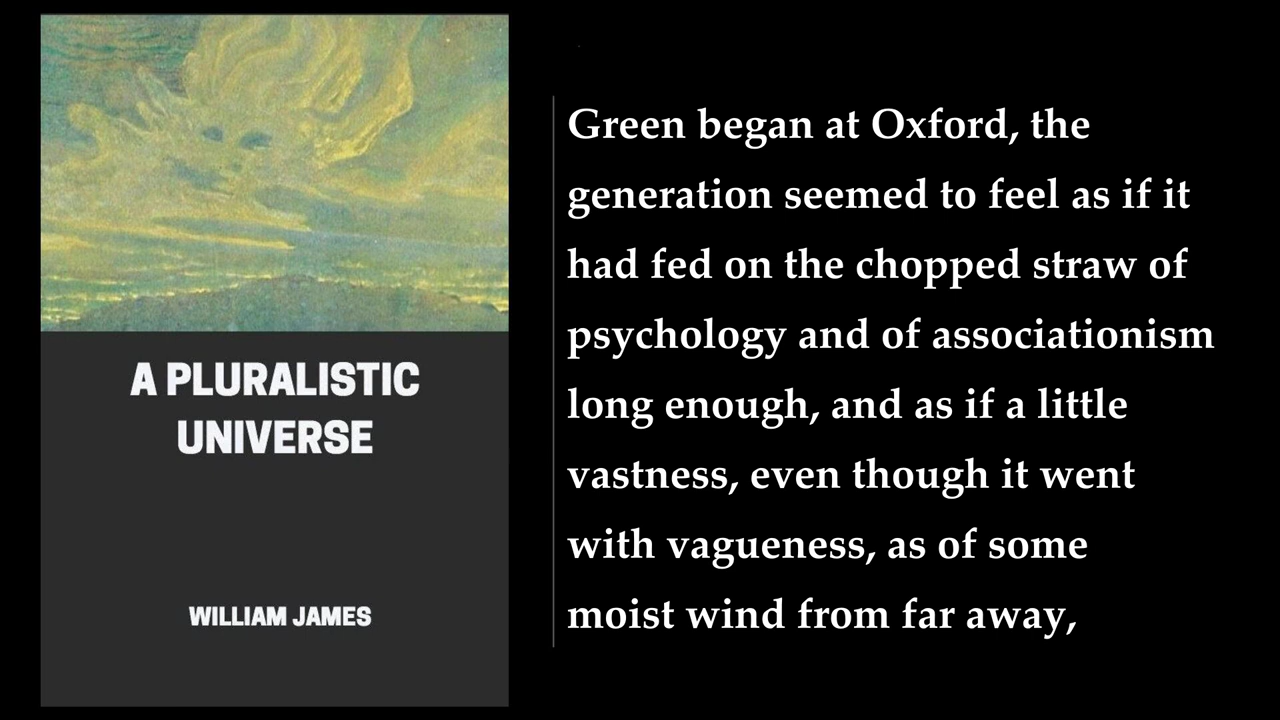 A PLURALISTIC
UNIVERSE
WILLIAM JAMES
Green began at Oxford, the
generation seemed to feel as if it
had fed on the chopped straw of
psychology and of associationism
long enough, and as if a little
vastness, even though it went
with vagueness, as of some
moist wind from far away,